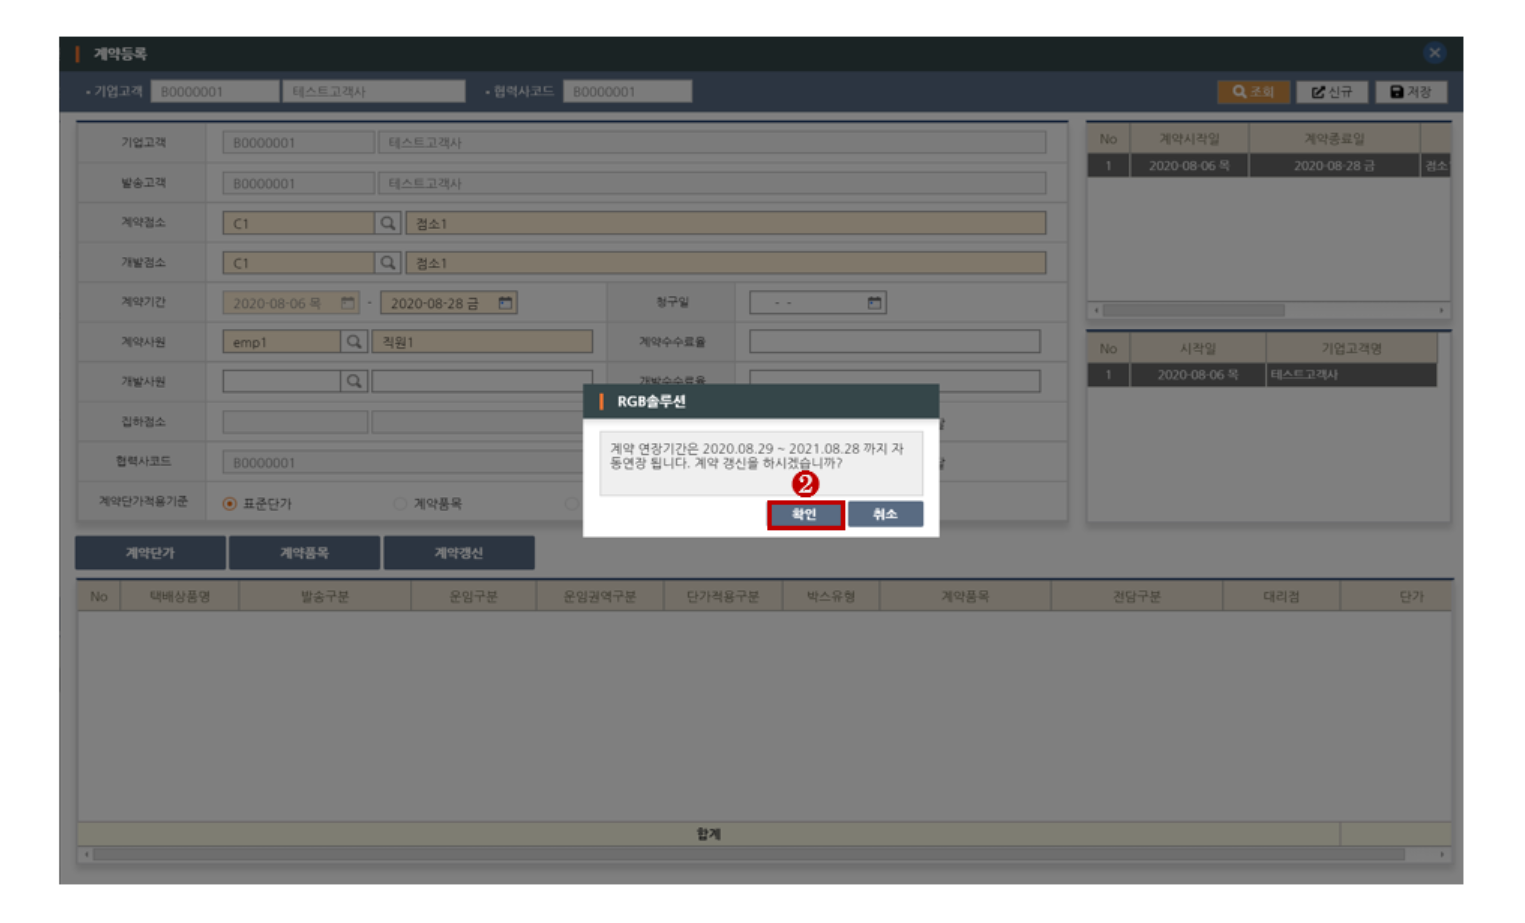 계약등록
• 기업고객 B0000001 테스트고객사 • 협력사코드 B0000001 조회 신규 저장
기업고객 B0000001 테스트고객사
발송고객 B0000001 테스트고객사
계약점소 C1 점소1
개발점소 C1 점소1
계약기간 2020-08-06 목 - 2020-08-28 금 청구일 - -
계약사원 emp1 직원1 계약수수료율
개발사원 개발수수료율
집하점소
협력사코드 B0000001
계약단가적용기준 표준단가 계약품목
No 계약시작일 계약종료일
1 2020-08-06 목 2020-08-28 금 점소
No 시작일 기업고객명
1 2020-08-06 목 테스트고객사
RGB솔루션
계약 연장기간은 2020.08.29 ~ 2021.08.28 까지 자
동연장 됩니다. 계약 갱신을 하시겠습니까?
2
확인 취소
계약단가 계약품목 계약갱신
No 택배상품명 발송구분 운임구분 운임권역구분 단가적용구분 박스유형 계약품목 전담구분 대리점 단가
합계